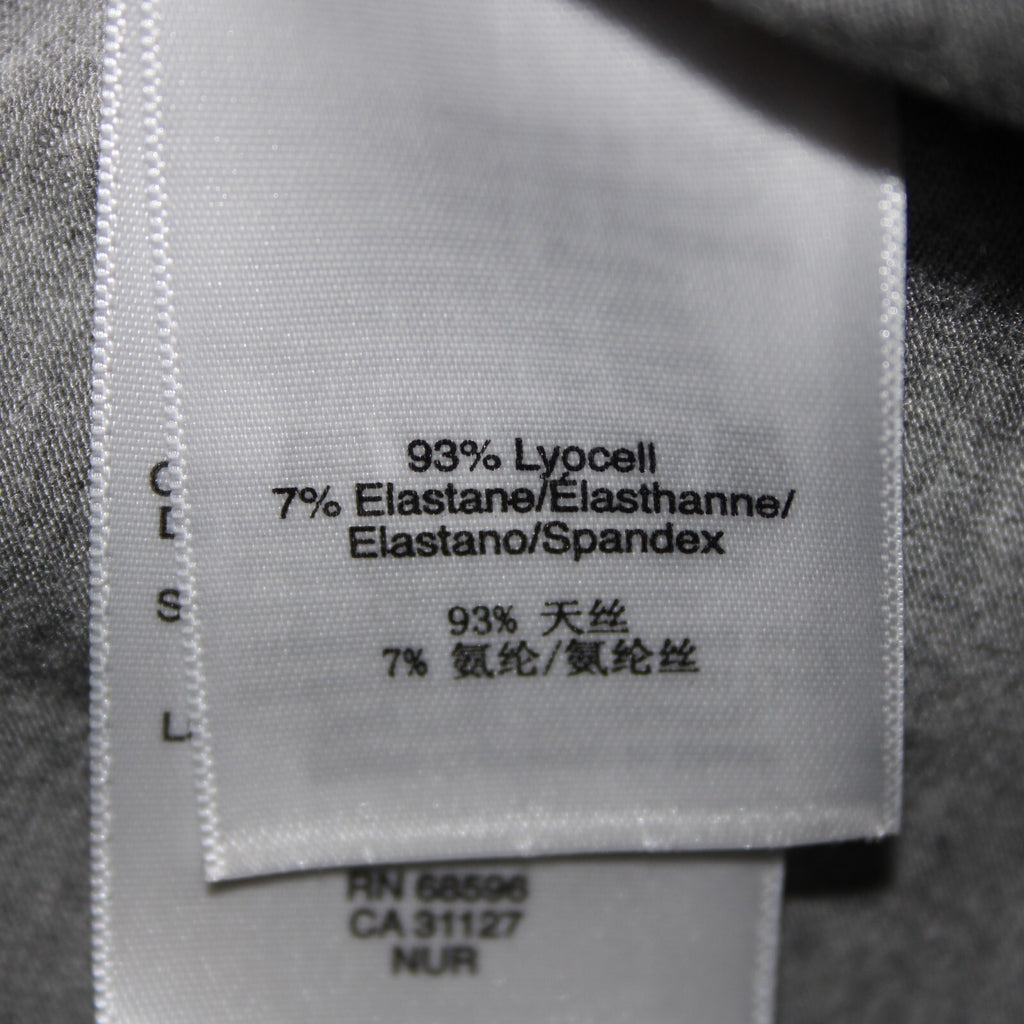 93% Lyocell
7% Elastane/Élasthanne/
Elastano/Spandex
93% 天丝
7% 氨纶/氨纶丝
RN 68596
CA 31127
NUR